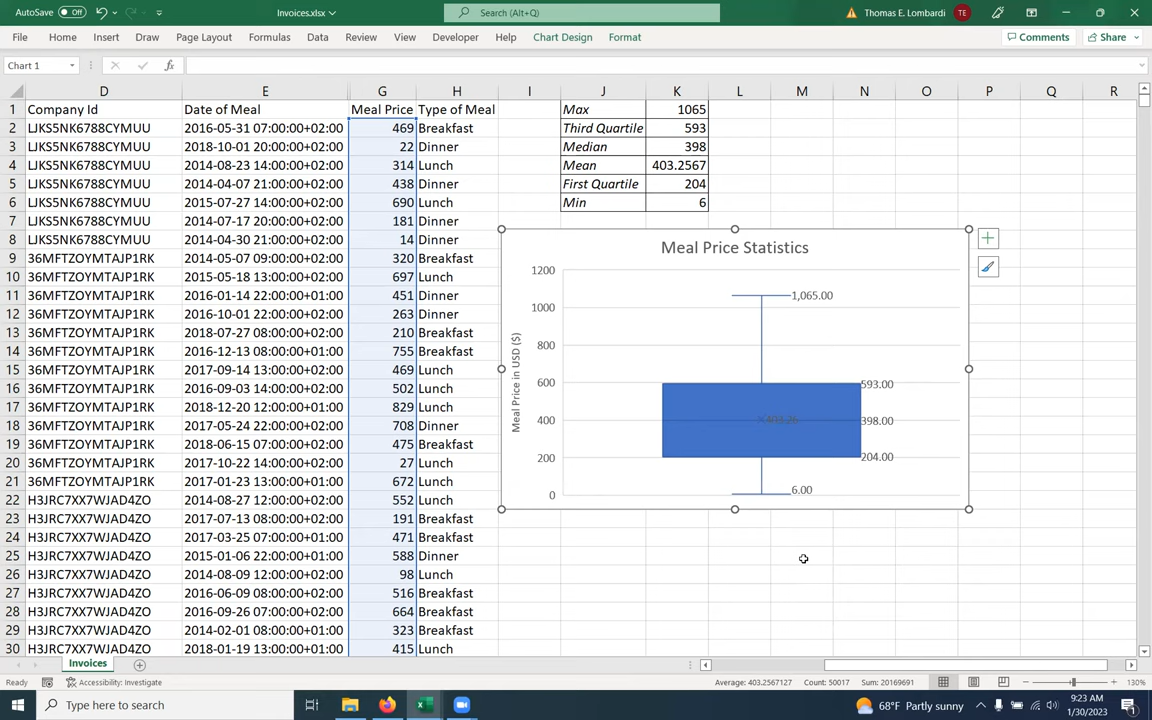 AutoSave Off Invoices.xlsx Search (Alt+Q) Thomas E. Lombardi TE
File Home Insert Draw Page Layout Formulas Data Review View Developer Help Chart Design Format Comments Share
Chart 1 fx
D E G H I J K L M N O P Q R
1 Company Id Date of Meal Meal Price Type of Meal Max 1065
2 LJKS5NK6788CYMUU 2016-05-31 07:00:00+02:00 469 Breakfast Third Quartile 593
3 LJKS5NK6788CYMUU 2018-10-01 20:00:00+02:00 22 Dinner Median 398
4 LJKS5NK6788CYMUU 2014-08-23 14:00:00+02:00 314 Lunch Mean 403.2567
5 LJKS5NK6788CYMUU 2014-04-07 21:00:00+02:00 438 Dinner First Quartile 204
6 LJKS5NK6788CYMUU 2015-07-27 14:00:00+02:00 690 Lunch Min 6
7 LJKS5NK6788CYMUU 2014-07-17 20:00:00+02:00 181 Dinner
8 LJKS5NK6788CYMUU 2014-04-30 21:00:00+02:00 14 Dinner
9 36MFTZOYMTAJP1RK 2014-05-07 09:00:00+02:00 320 Breakfast
10 36MFTZOYMTAJP1RK 2015-05-18 13:00:00+02:00 697 Lunch
11 36MFTZOYMTAJP1RK 2016-01-14 22:00:00+01:00 451 Dinner
12 36MFTZOYMTAJP1RK 2016-10-01 22:00:00+02:00 263 Dinner
13 36MFTZOYMTAJP1RK 2018-07-27 08:00:00+02:00 210 Breakfast
14 36MFTZOYMTAJP1RK 2016-12-13 08:00:00+01:00 755 Breakfast
15 36MFTZOYMTAJP1RK 2017-09-14 13:00:00+02:00 469 Lunch
16 36MFTZOYMTAJP1RK 2016-09-03 14:00:00+02:00 502 Lunch
17 36MFTZOYMTAJP1RK 2018-12-20 12:00:00+01:00 829 Lunch
18 36MFTZOYMTAJP1RK 2017-05-24 22:00:00+02:00 708 Dinner
19 36MFTZOYMTAJP1RK 2018-06-15 07:00:00+02:00 475 Breakfast
20 36MFTZOYMTAJP1RK 2017-10-22 14:00:00+02:00 27 Lunch
21 36MFTZOYMTAJP1RK 2017-01-23 13:00:00+01:00 672 Lunch
22 H3JRC7XX7WJAD4ZO 2014-08-27 12:00:00+02:00 552 Lunch
23 H3JRC7XX7WJAD4ZO 2017-07-13 08:00:00+02:00 191 Breakfast
24 H3JRC7XX7WJAD4ZO 2017-03-25 07:00:00+01:00 471 Breakfast
25 H3JRC7XX7WJAD4ZO 2015-01-06 22:00:00+01:00 588 Dinner
26 H3JRC7XX7WJAD4ZO 2014-08-09 12:00:00+02:00 98 Lunch
27 H3JRC7XX7WJAD4ZO 2016-06-09 08:00:00+02:00 516 Breakfast
28 H3JRC7XX7WJAD4ZO 2016-09-26 07:00:00+02:00 664 Breakfast
29 H3JRC7XX7WJAD4ZO 2014-02-01 08:00:00+01:00 323 Breakfast
30 H3JRC7XX7WJAD4ZO 2018-01-19 13:00:00+01:00 415 Lunch
Meal Price Statistics
Meal Price in USD ($)
1200
1000 1,065.00
800
600 593.00
400 403.26 398.00
200 204.00
0 6.00
Invoices
Ready Accessibility: Investigate Average: 403.2567127 Count: 50017 Sum: 20169691 130%
Type here to search 68°F Partly sunny 9:23 AM
1/30/2023 1